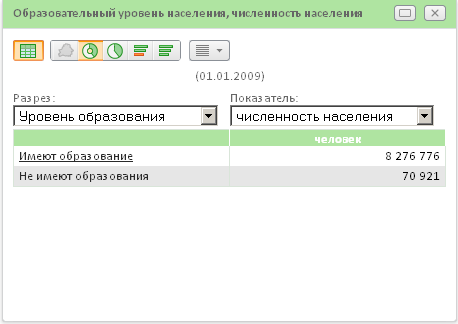 Образовательный уровень населения, численность населения
(01.01.2009)
Разрез: Показатель:
Уровень образования численность населения
человек
Имеют образование 8 276 776
Не имеют образования 70 921